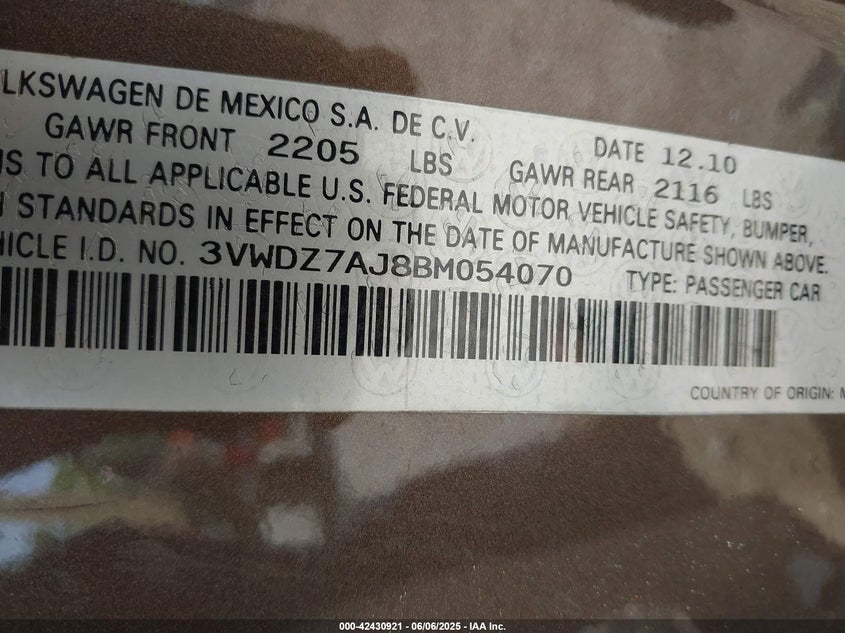 LKSWAGEN DE MEXICO S.A. DE C.V. DATE 12.10
GAWR FRONT 2205 LBS GAWR REAR 2116 LBS
MS TO ALL APPLICABLE U.S. FEDERAL MOTOR VEHICLE SAFETY, BUMPER,
STANDARDS IN EFFECT ON THE DATE OF MANUFACTURE SHOWN ABOVE.
HICLE I.D. NO. 3VWDZ7AJ8BM054070 TYPE: PASSENGER CAR
COUNTRY OF ORIGIN: M
000-42430921 / 06/06/2025 - IAA Inc.